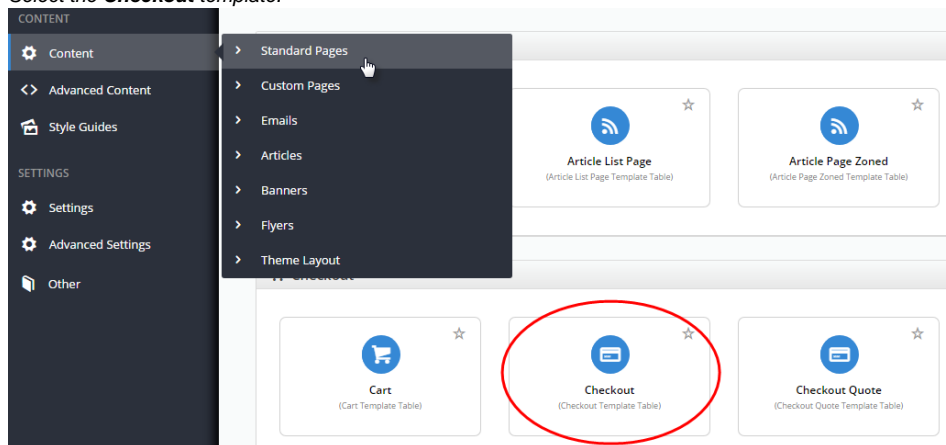 Select the Checkout template.
CONTENT
Content
Advanced Content
Style Guides
SETTINGS
Settings
Advanced Settings
Other
Standard Pages
Custom Pages
Emails
Articles
Banners
Flyers
Theme Layout
Article List Page
(Article List Page Template Table)
Article Page Zoned
(Article Page Zoned Template Table)
Checkout
Cart
(Cart Template Table)
Checkout
(Checkout Template Table)
Checkout Quote
(Checkout Quote Template Table)